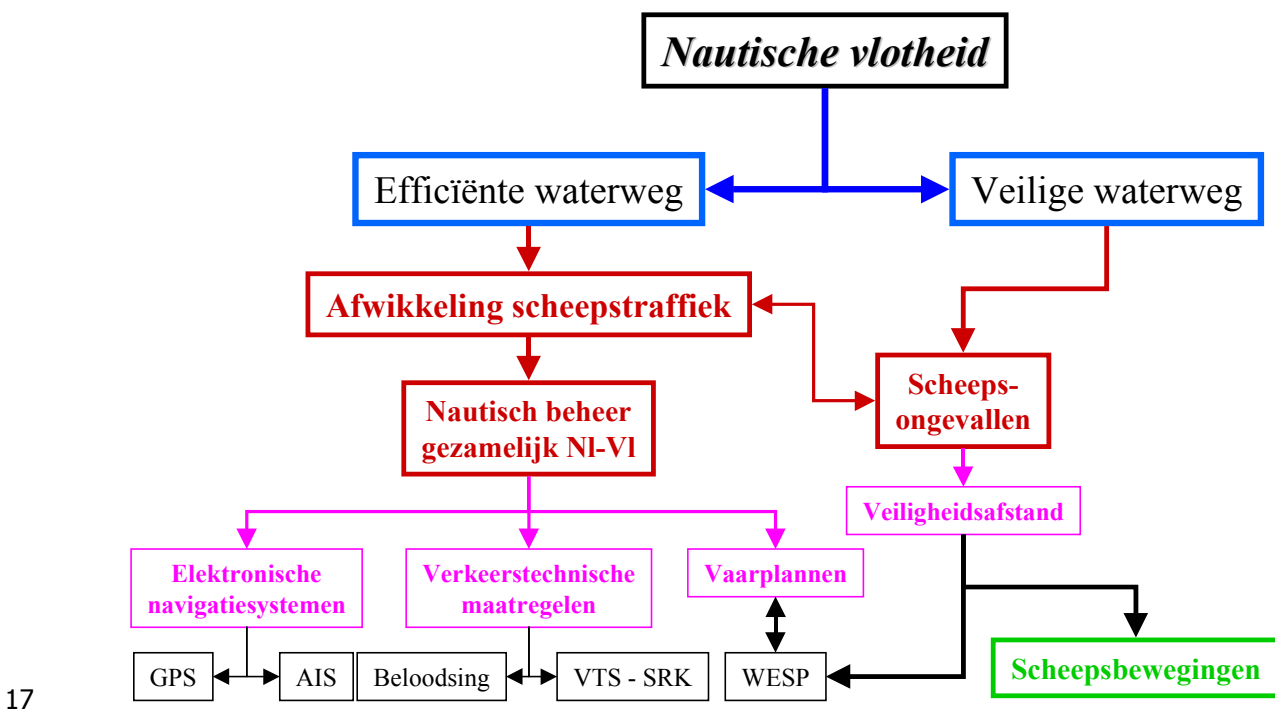 Nautische vlotheid
Efficïënte waterweg
Veilige waterweg
Afwikkeling scheepstraffiek
Scheeps-
ongevallen
Nautisch beheer
gezamelijk Nl-Vl
Veiligheidsafstand
Elektronische
navigatiesystemen
Verkeerstechnische
maatregelen
Vaarplannen
GPS
AIS
Beloodsing
VTS - SRK
WESP
Scheepsbewegingen
17